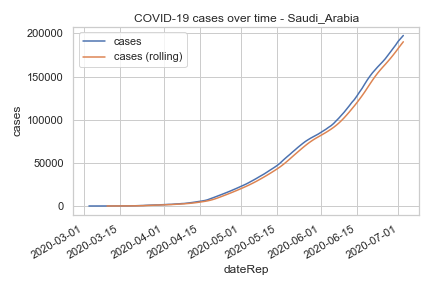 COVID-19 cases over time - Saudi_Arabia
cases
cases (rolling)
200000
150000
100000
50000
0
cases
2020-03-01
2020-03-15
2020-04-01
2020-04-15
2020-05-01
2020-05-15
2020-06-01
2020-06-15
2020-07-01
dateRep